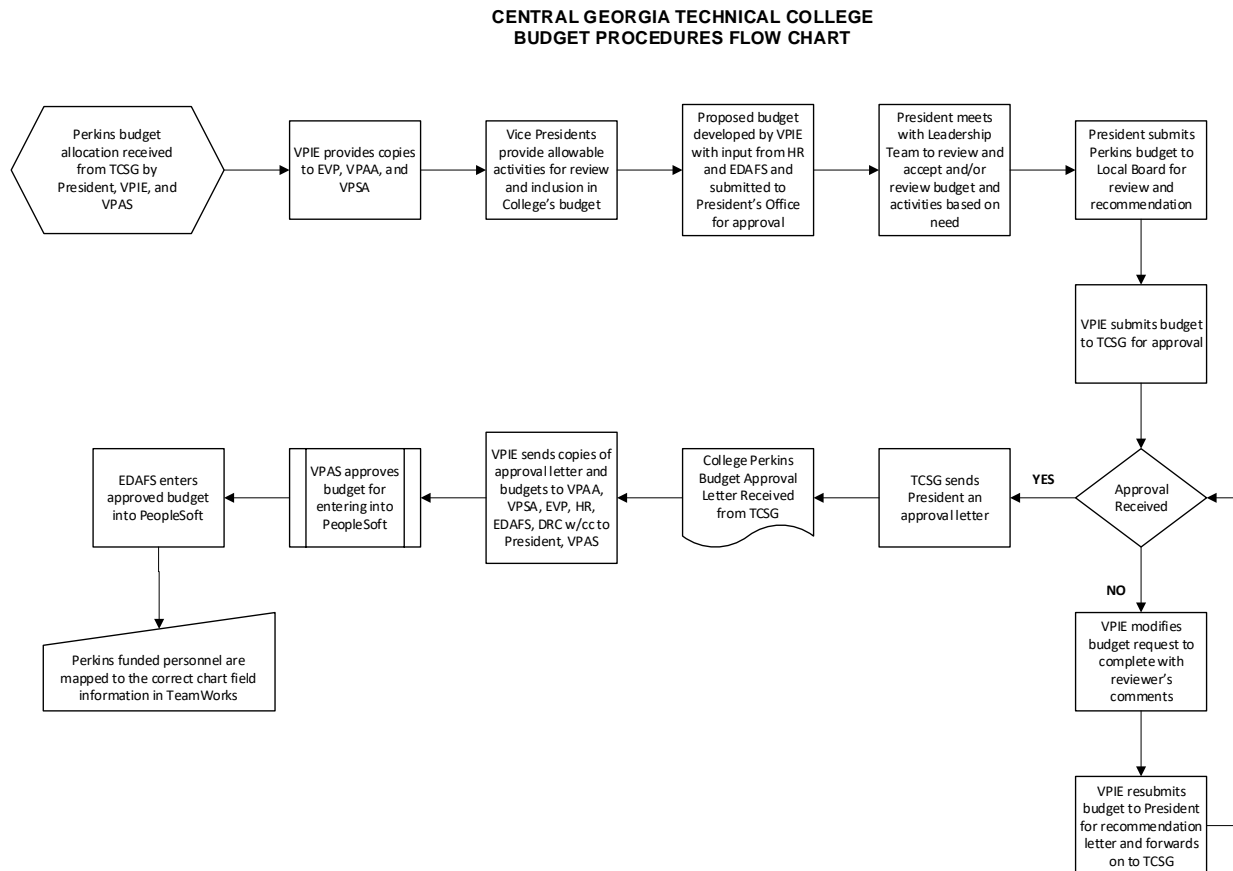 CENTRAL GEORGIA TECHNICAL COLLEGE
BUDGET PROCEDURES FLOW CHART
Perkins budget
allocation received
from TCSG by
President, VPIE, and
VPAS
VPIE provides copies
to EVP, VPAA, and
VPSA
Vice Presidents
provide allowable
activities for review
and inclusion in
College's budget
Proposed budget
developed by VPIE
with input from HR
and EDAFS and
submitted to
President's Office
for approval
President meets
with Leadership
Team to review and
accept and/or
review budget and
activities based on
need
President submits
Perkins budget to
Local Board for
review and
recommendation
VPIE submits budget
to TCSG for approval
Approval
Received
YES
TCSG sends
President an
approval letter
College Perkins
Budget Approval
Letter Received
from TCSG
VPIE sends copies of
approval letter and
budgets to VPAA,
VPSA, EVP, HR,
EDAFS, DRC w/cc to
President, VPAS
VPAS approves
budget for
entering into
PeopleSoft
EDAFS enters
approved budget
into PeopleSoft
Perkins funded personnel are
mapped to the correct chart field
information in TeamWorks
NO
VPIE modifies
budget request to
complete with
reviewer's
comments
VPIE resubmits
budget to President
for recommendation
letter and forwards
on to TCSG